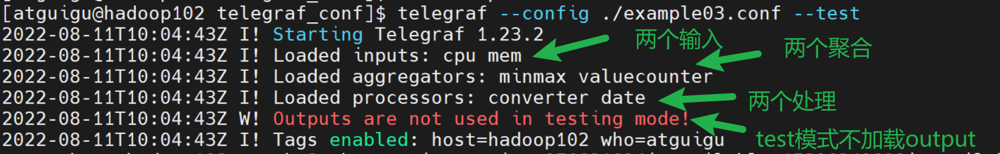 [atguigu@hadoop102 telegraf_conf]$ telegraf --config ./example03.conf --test
2022-08-11T10:04:43Z I! Starting Telegraf 1.23.2
两个输入
2022-08-11T10:04:43Z I! Loaded inputs: cpu mem
两个聚合
2022-08-11T10:04:43Z I! Loaded aggregators: minmax valuecounter
2022-08-11T10:04:43Z I! Loaded processors: converter date
两个处理
2022-08-11T10:04:43Z W! Outputs are not used in testing mode!
2022-08-11T10:04:43Z I! Tags enabled: host=hadoop102 who=atguigu
test模式不加载output